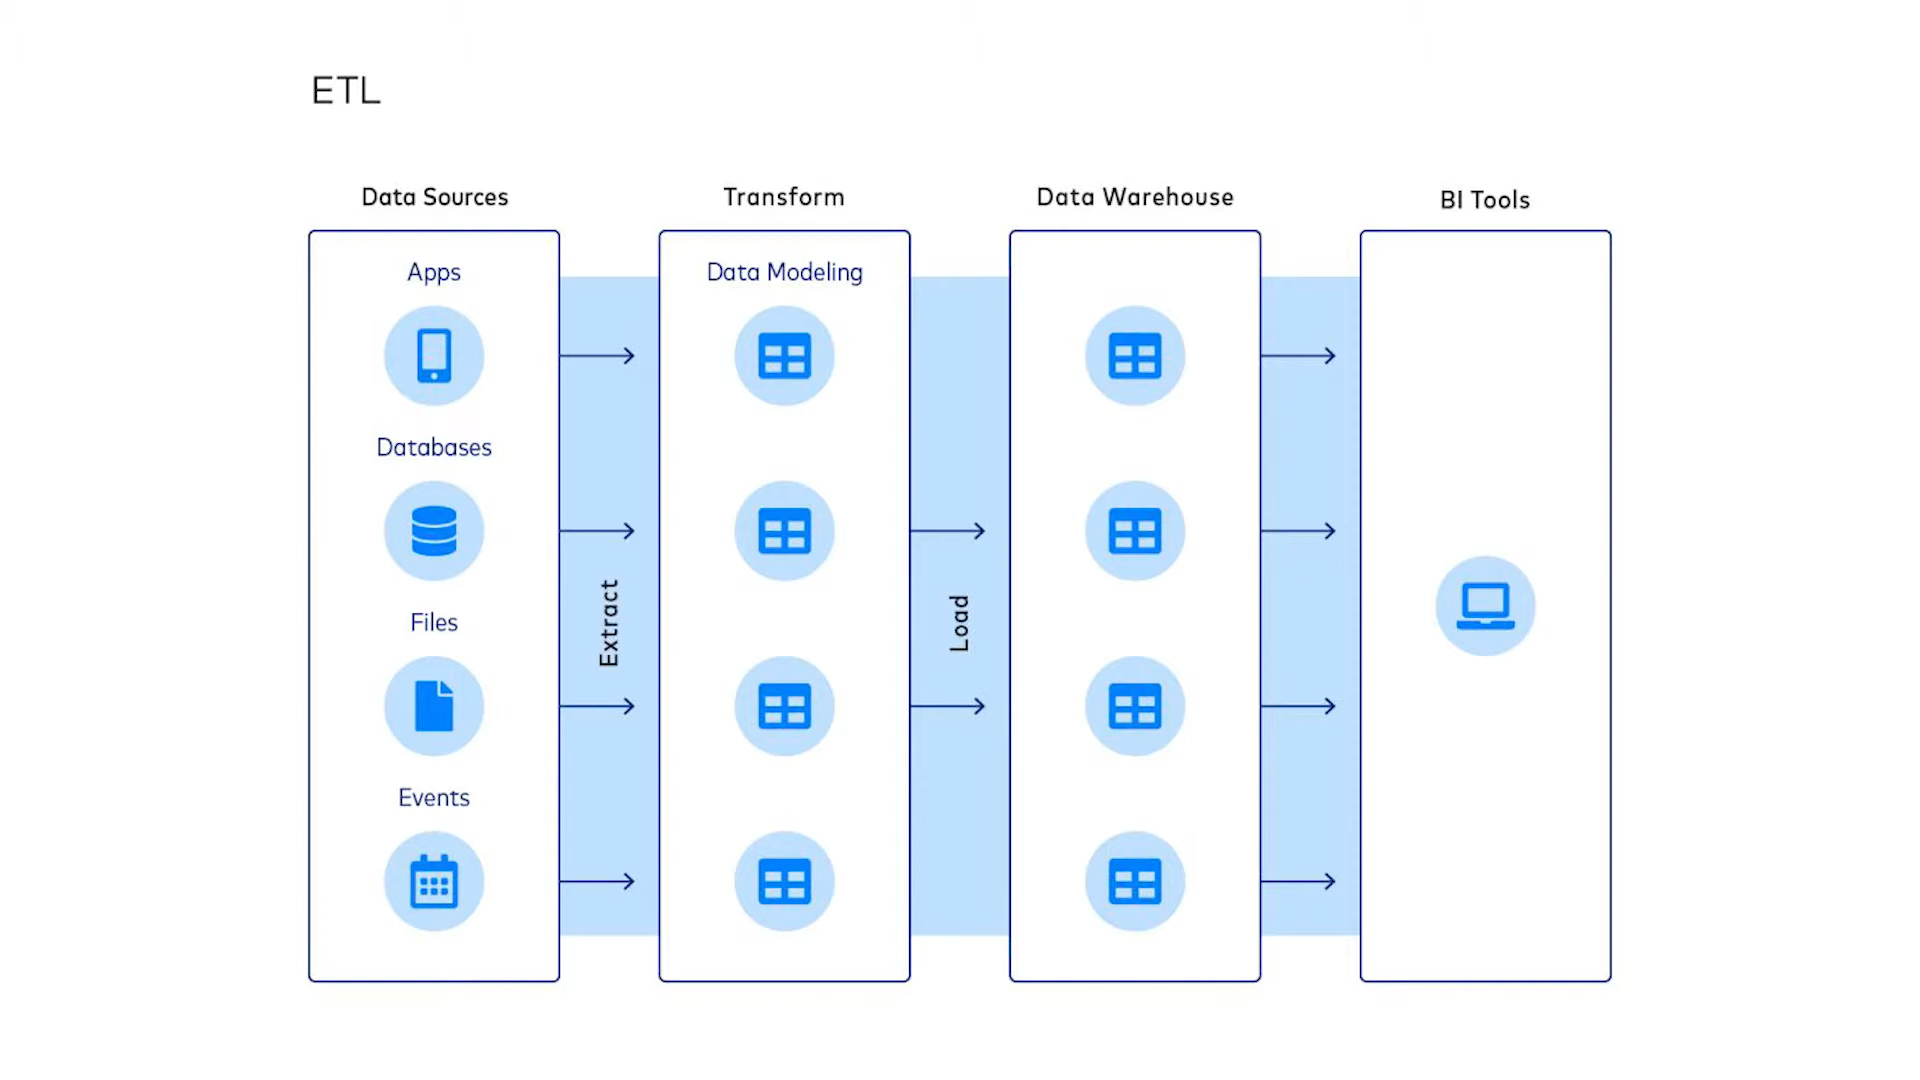 ETL
Data Sources
Transform
Data Warehouse
BI Tools
Apps
Data Modeling
Databases
Files
Extract
Load
Events